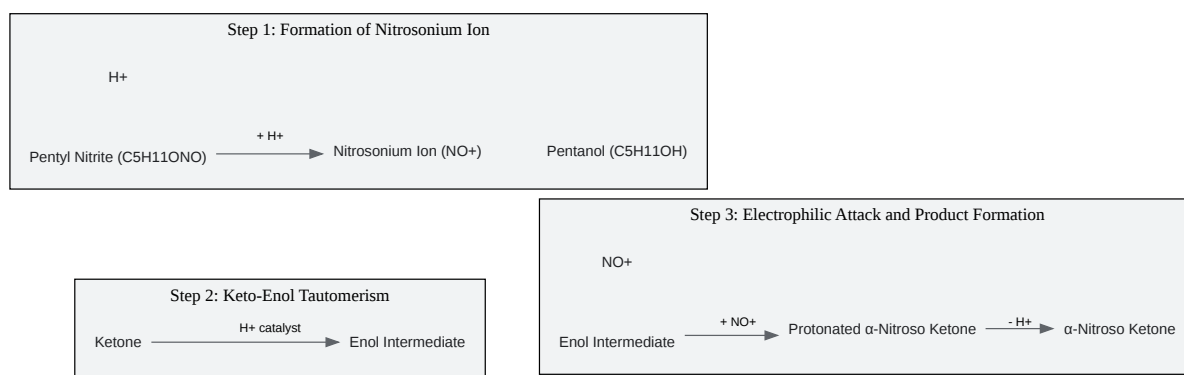 Step 1: Formation of Nitrosonium Ion
H+
+ H+
Pentyl Nitrite (C5H11ONO)
Nitrosonium Ion (NO+)
Pentanol (C5H11OH)
Step 2: Keto-Enol Tautomerism
H+ catalyst
Ketone
Enol Intermediate
Step 3: Electrophilic Attack and Product Formation
NO+
+ NO+
- H+
Enol Intermediate
Protonated α-Nitroso Ketone
α-Nitroso Ketone